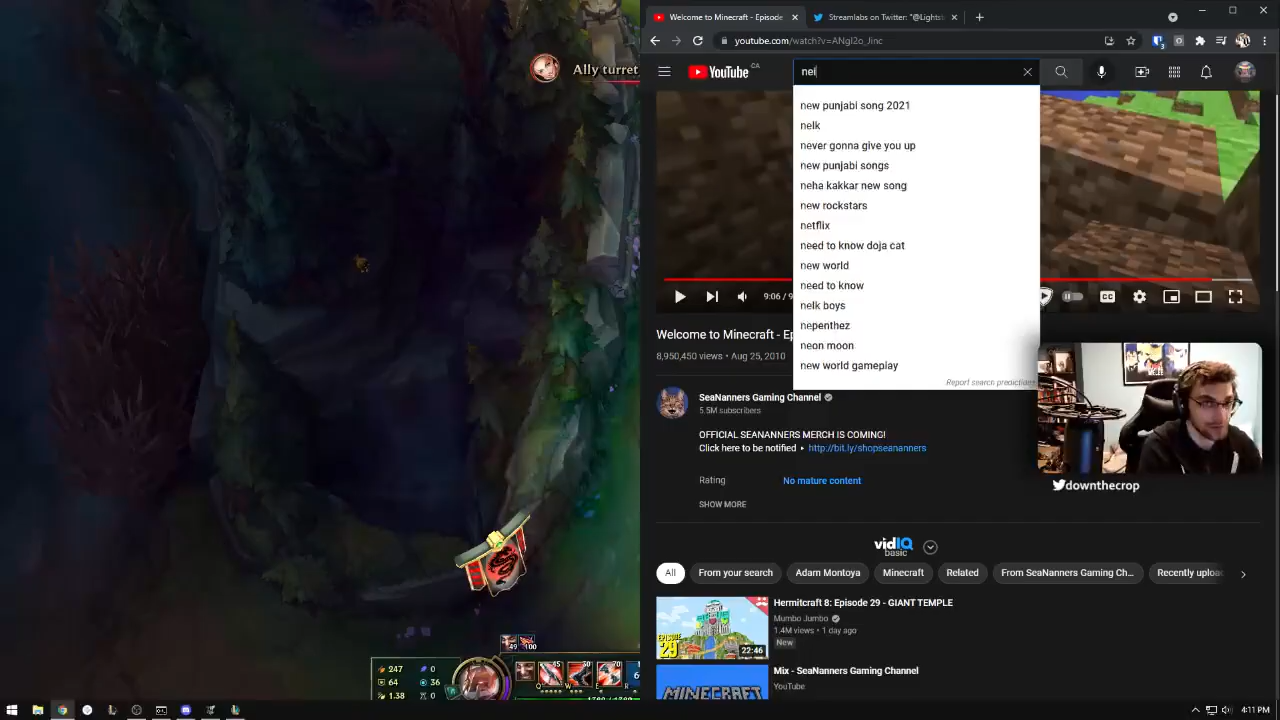 Welcome to Minecraft - Episode
Streamlabs on Twitter: "@Lights
youtube.com/watch?v=ANgI2o_Jinc
Ally turret
YouTube CA
nei
new punjabi song 2021
nelk
never gonna give you up
new punjabi songs
neha kakkar new song
new rockstars
netflix
need to know doja cat
new world
need to know
nelk boys
nepenthez
neon moon
new world gameplay
Report search predictions
9:06 / 9
CC
Welcome to Minecraft - Ep
8,950,450 views • Aug 25, 2010
SeaNanners Gaming Channel
5.5M subscribers
OFFICIAL SEANANNERS MERCH IS COMING!
Click here to be notified ▸ http://bit.ly/shopseananners
Rating No mature content
SHOW MORE
downthecrop
vidIQ
basic
All From your search Adam Montoya Minecraft Related From SeaNanners Gaming Ch... Recently uploa
Hermitcraft 8: Episode 29 - GIANT TEMPLE
Mumbo Jumbo
1.4M views • 1 day ago
New
EPISODE
29
22:46
Mix - SeaNanners Gaming Channel
YouTube
MINECRAFT
49 100
247 0
64 36
1.38 0
Q W E
4:11 PM